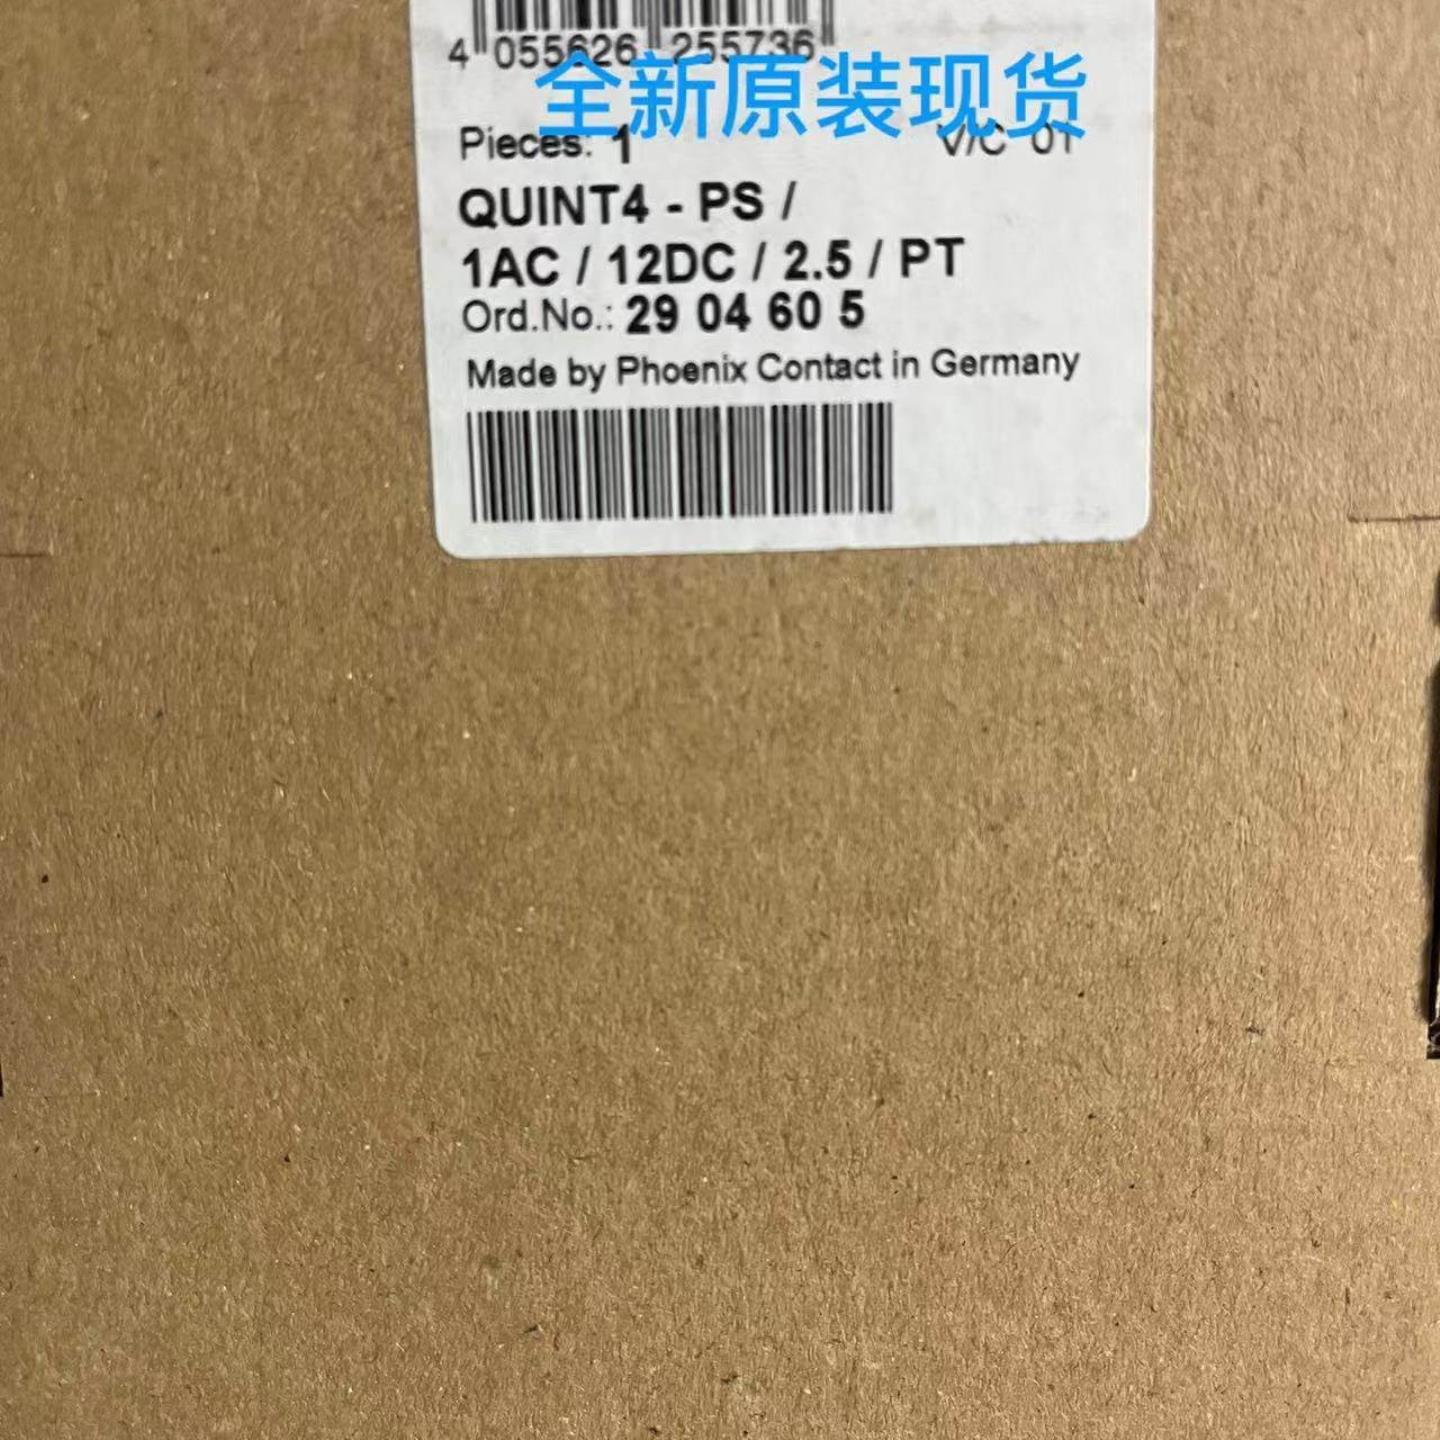 4 055626 255736
全新原装现货
Pieces: 1 V/C 01
QUINT4 - PS /
1AC / 12DC / 2.5 / PT
Ord.No.: 29 04 60 5
Made by Phoenix Contact in Germany